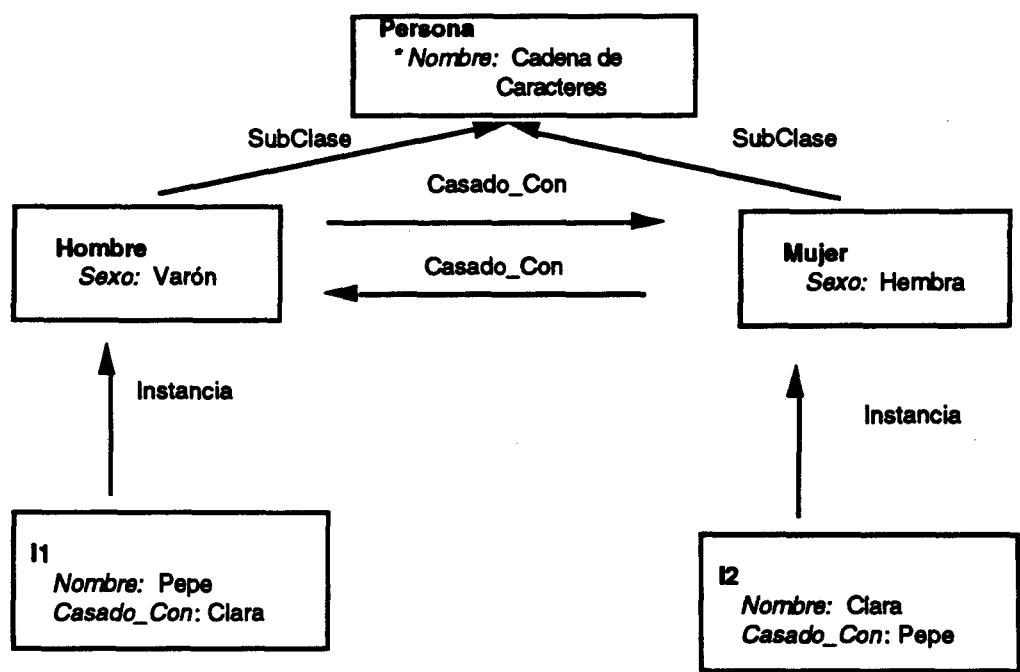 Persona
* Nombre: Cadena de
Caracteres
SubClase
SubClase
Casado_Con
Hombre
Sexo: Varón
Casado_Con
Mujer
Sexo: Hembra
Instancia
Instancia
I1
Nombre: Pepe
Casado_Con: Clara
I2
Nombre: Clara
Casado_Con: Pepe